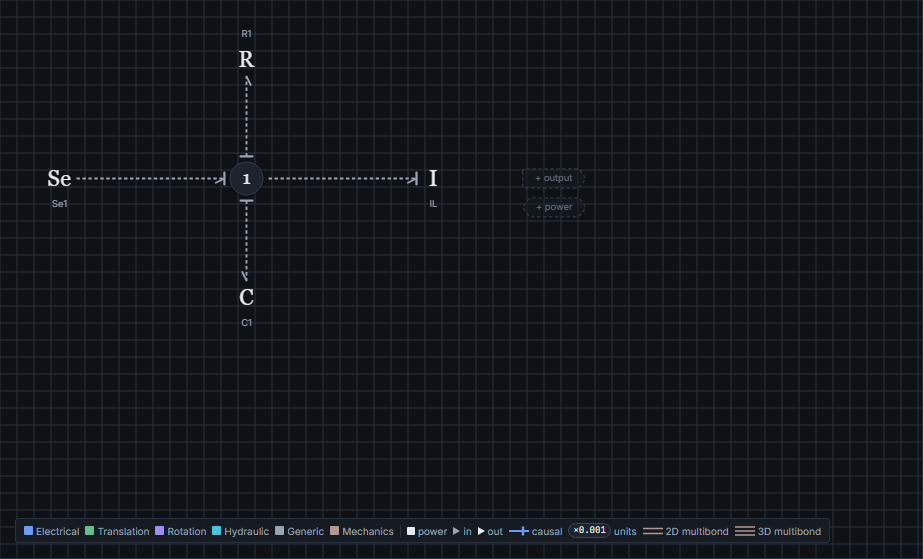 R1
R
Se 1 I
Se1 IL
+ output
+ power
C
C1
Electrical Translation Rotation Hydraulic Generic Mechanics power in out causal ×0.001 units 2D multibond 3D multibond